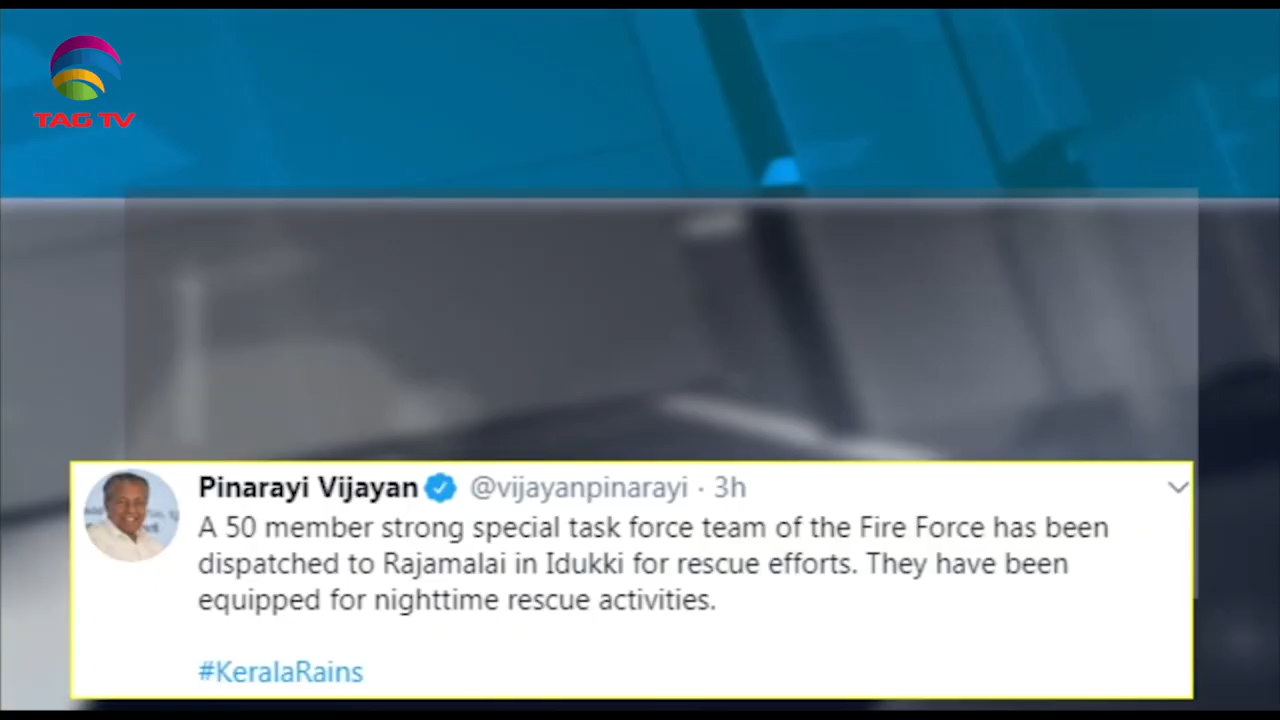 TAG TV
Pinarayi Vijayan @vijayanpinarayi · 3h
A 50 member strong special task force team of the Fire Force has been
dispatched to Rajamalai in Idukki for rescue efforts. They have been
equipped for nighttime rescue activities.
#KeralaRains